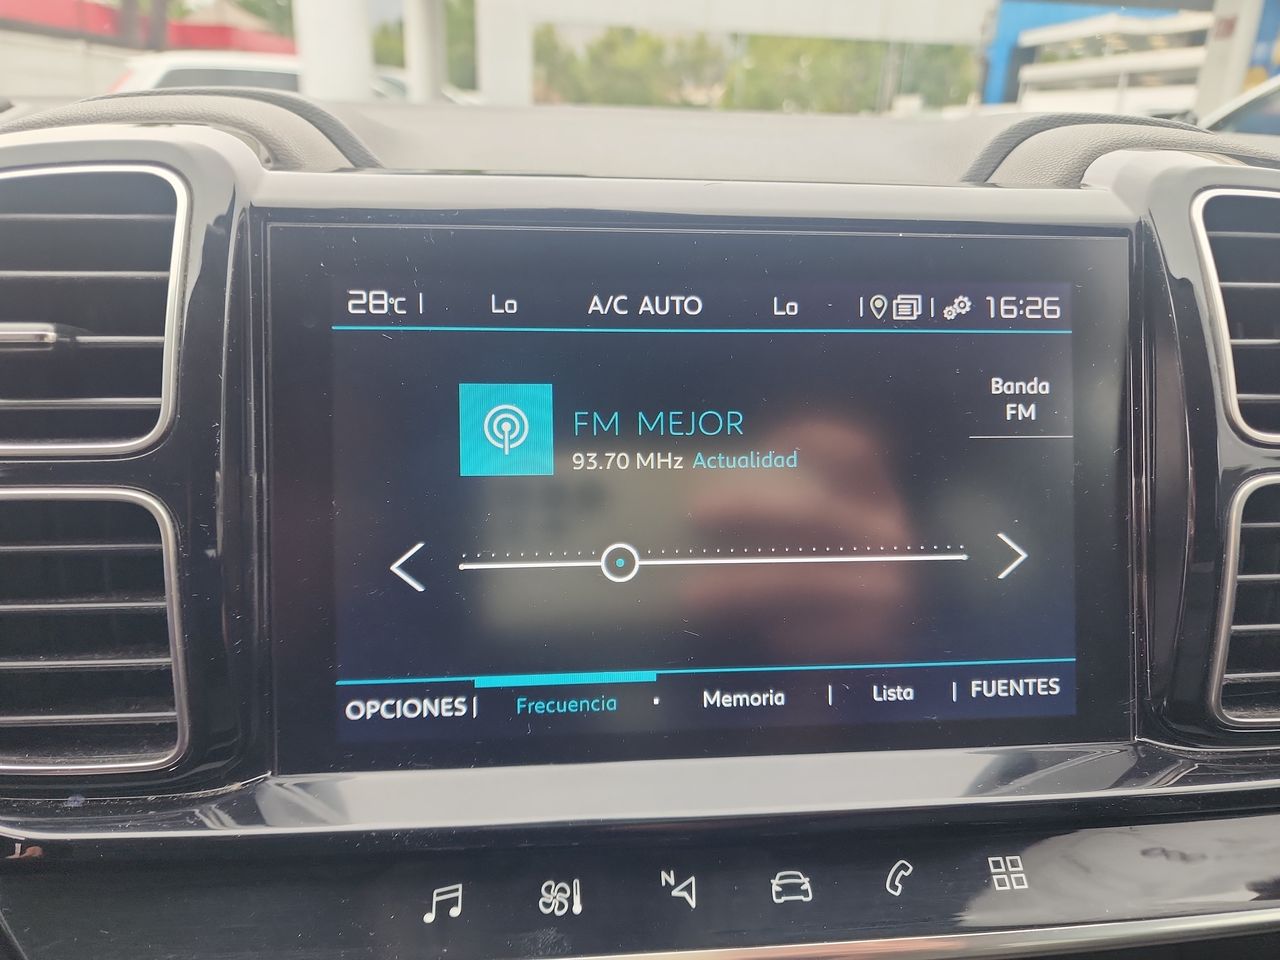 28°C | Lo A/C AUTO Lo | | 16:26
Banda
FM
FM MEJOR
93.70 MHz Actualidad
OPCIONES | Frecuencia · Memoria | Lista | FUENTES
N